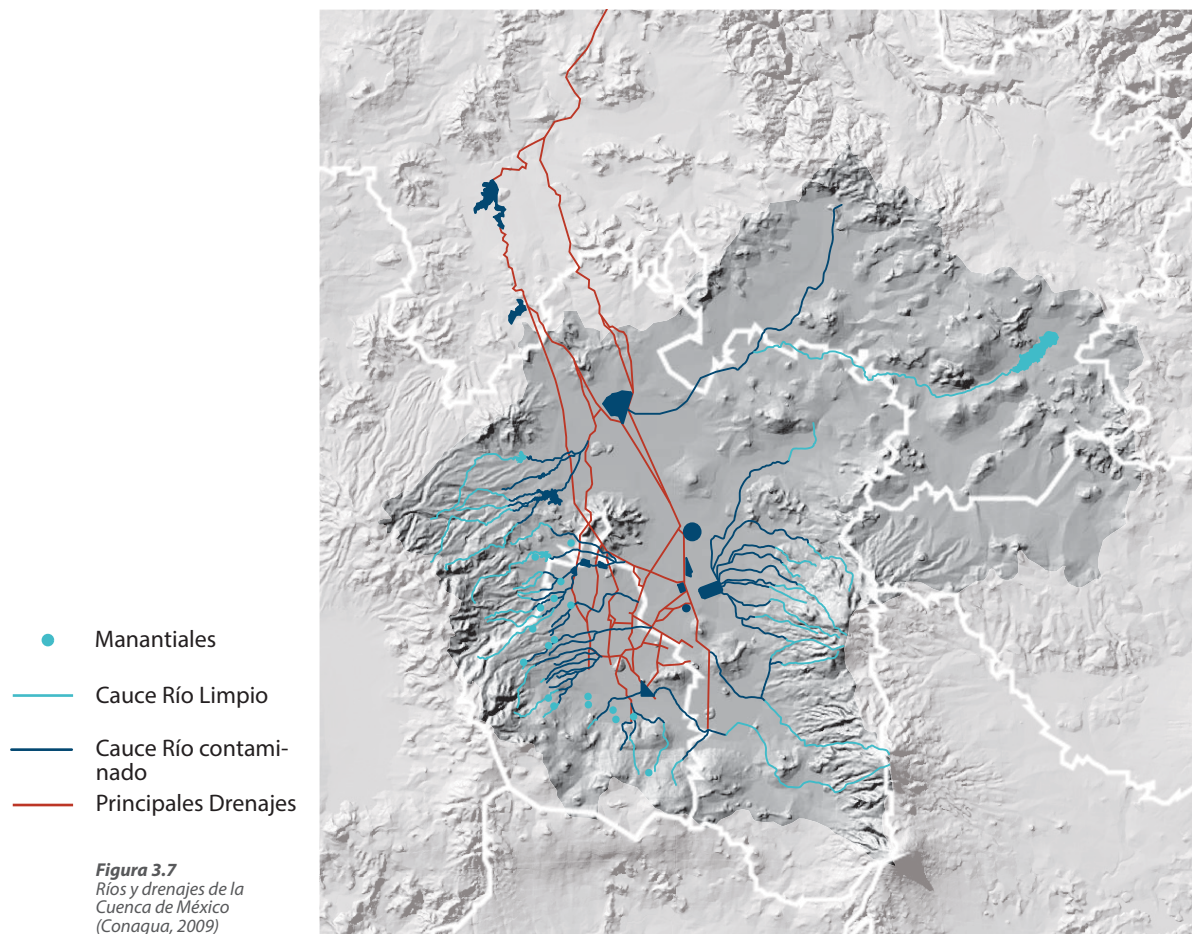 Manantiales
Cauce Río Limpio
Cauce Río contami-
nado
Principales Drenajes
Figura 3.7
Ríos y drenajes de la
Cuenca de México
(Conagua, 2009)